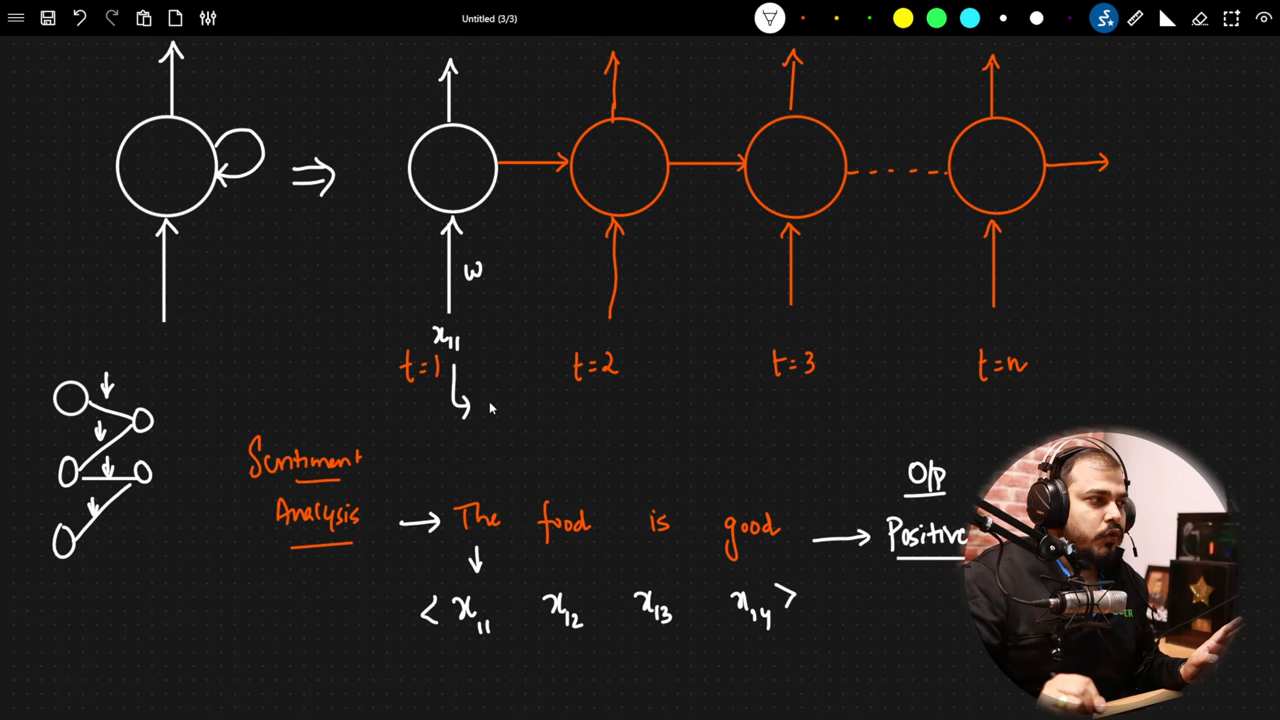 Untitled (3/3)
w
x11
t=1 t=2 t=3 t=n
Sentiment
Analysis → The food is good → O/p
Positive
< x11 x12 x13 x14 >